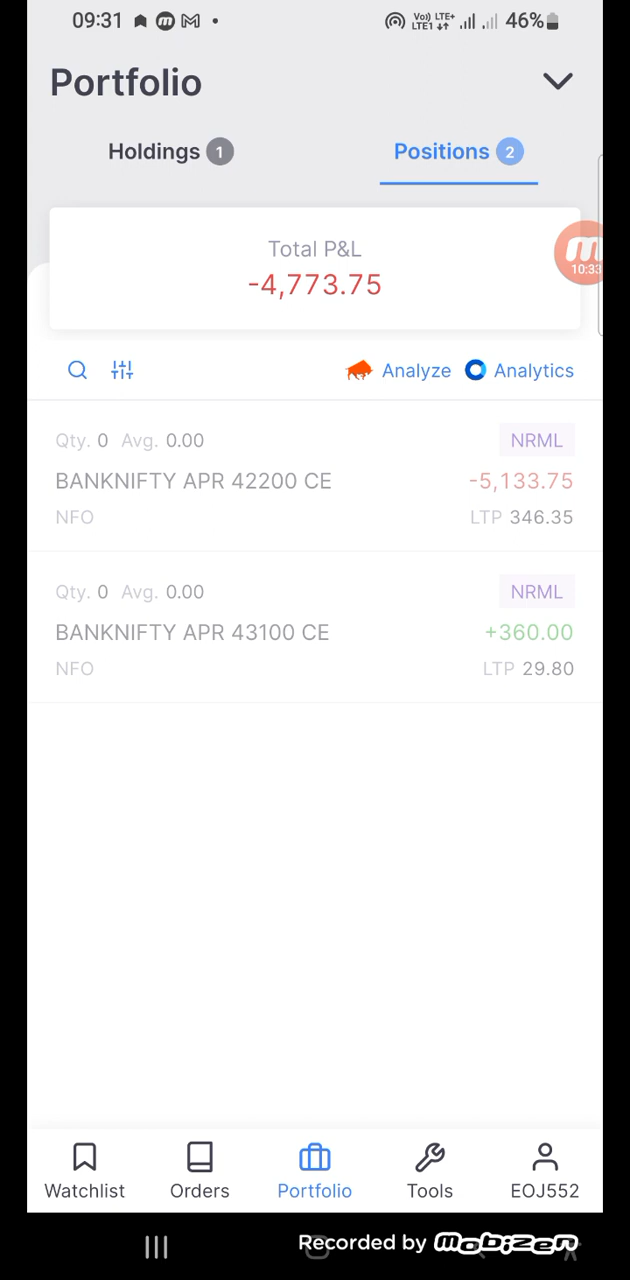 09:31 46%
Vo)) LTE+
LTE1
Portfolio
Holdings 1 Positions 2
Total P&L
-4,773.75
m
10:33
Analyze Analytics
Qty. 0 Avg. 0.00 NRML
BANKNIFTY APR 42200 CE -5,133.75
NFO LTP 346.35
Qty. 0 Avg. 0.00 NRML
BANKNIFTY APR 43100 CE +360.00
NFO LTP 29.80
Watchlist Orders Portfolio Tools EOJ552
Recorded by mobizen